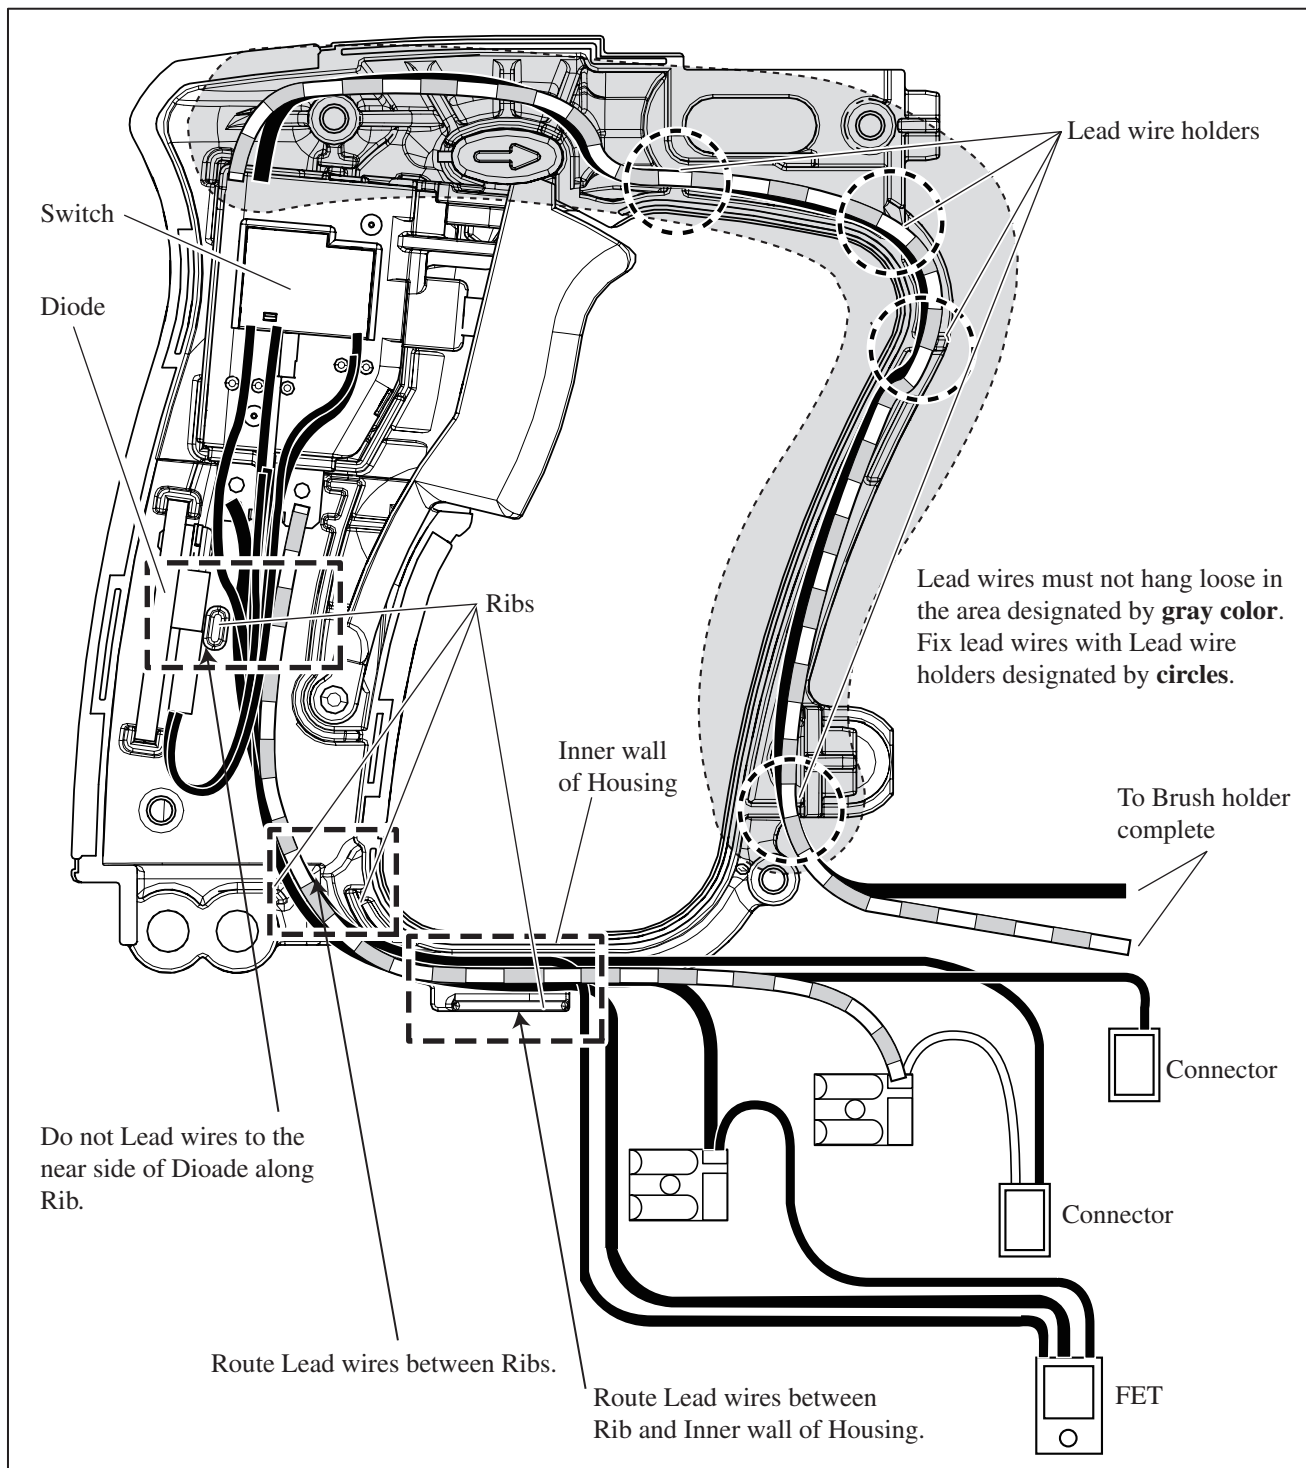 Lead wire holders
Switch
Diode
Ribs
Lead wires must not hang loose in
the area designated by gray color.
Fix lead wires with Lead wire
holders designated by circles.
Inner wall
of Housing
To Brush holder
complete
Connector
Do not Lead wires to the
near side of Dioade along
Rib.
Connector
Route Lead wires between Ribs.
Route Lead wires between
Rib and Inner wall of Housing.
FET